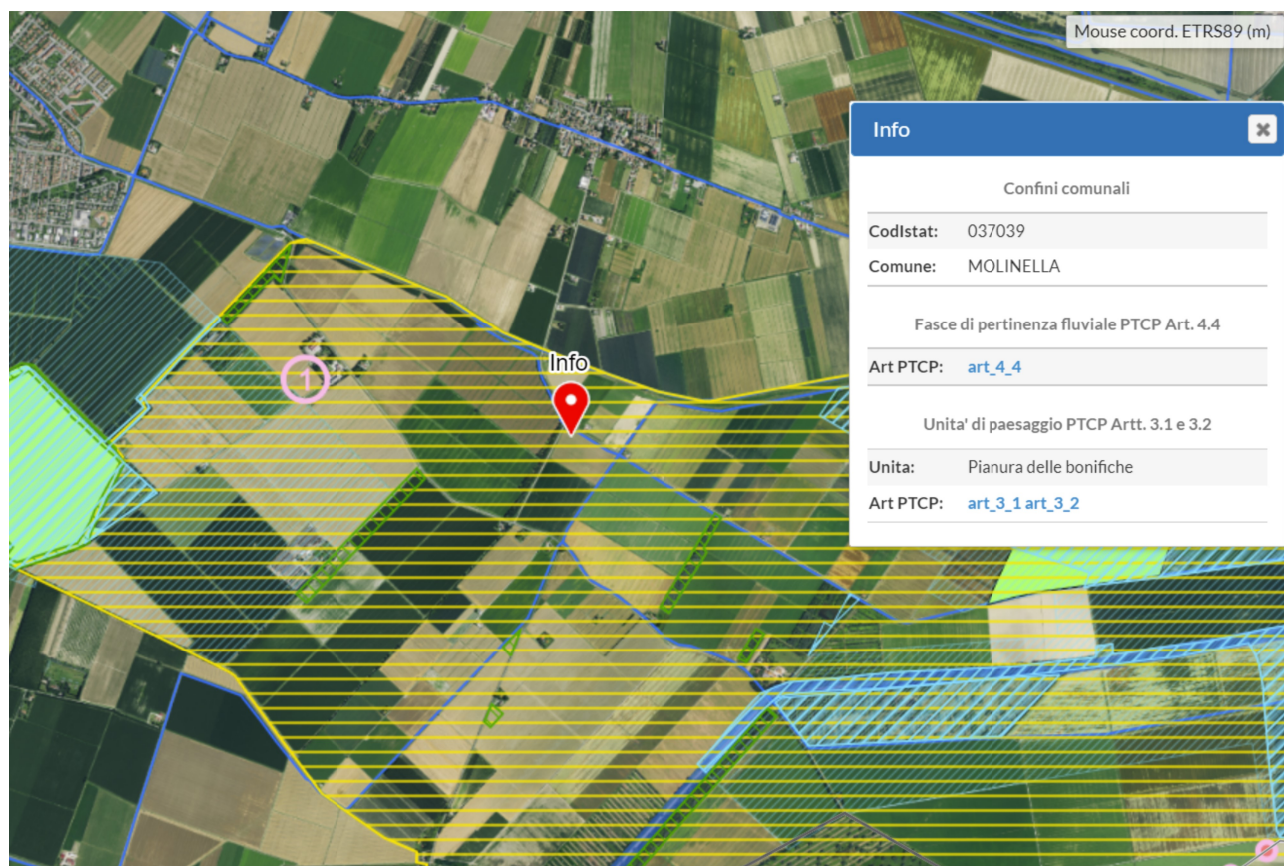 Mouse coord. ETRS89 (m)
Info
Confini comunali
CodIstat: 037039
Comune: MOLINELLA
Fasce di pertinenza fluviale PTCP Art. 4.4
Art PTCP: art_4_4
Unita' di paesaggio PTCP Artt. 3.1 e 3.2
Unita: Pianura delle bonifiche
Art PTCP: art_3_1 art_3_2
Info
1